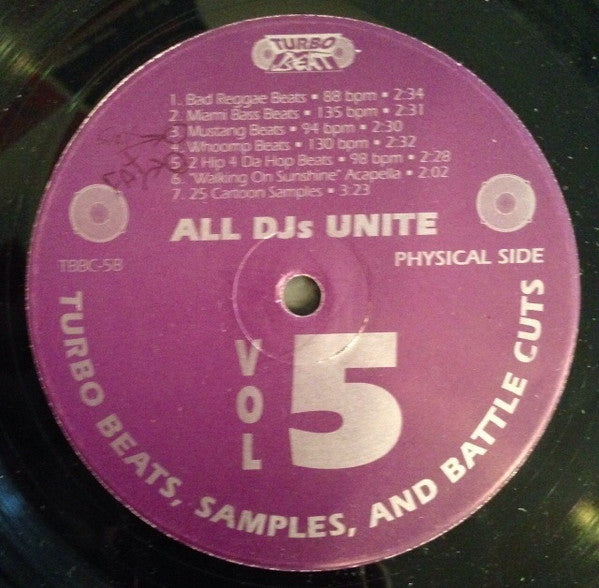 TURBO
BEAT
1. Bad Reggae Beats • 88 bpm • 2:34
2. Miami Bass Beats • 135 bpm • 2:31
3. Mustang Beats • 94 bpm • 2:30
4. Whoomp Beats • 130 bpm • 2:32
5. 2 Hip 4 Da Hop Beats • 98 bpm • 2:28
6. "Walking On Sunshine" Acapella • 2:02
7. 25 Cartoon Samples • 3:23
ALL DJs UNITE
TBBC-5B
PHYSICAL SIDE
VOL 5
TURBO BEATS, SAMPLES, AND BATTLE CUTS